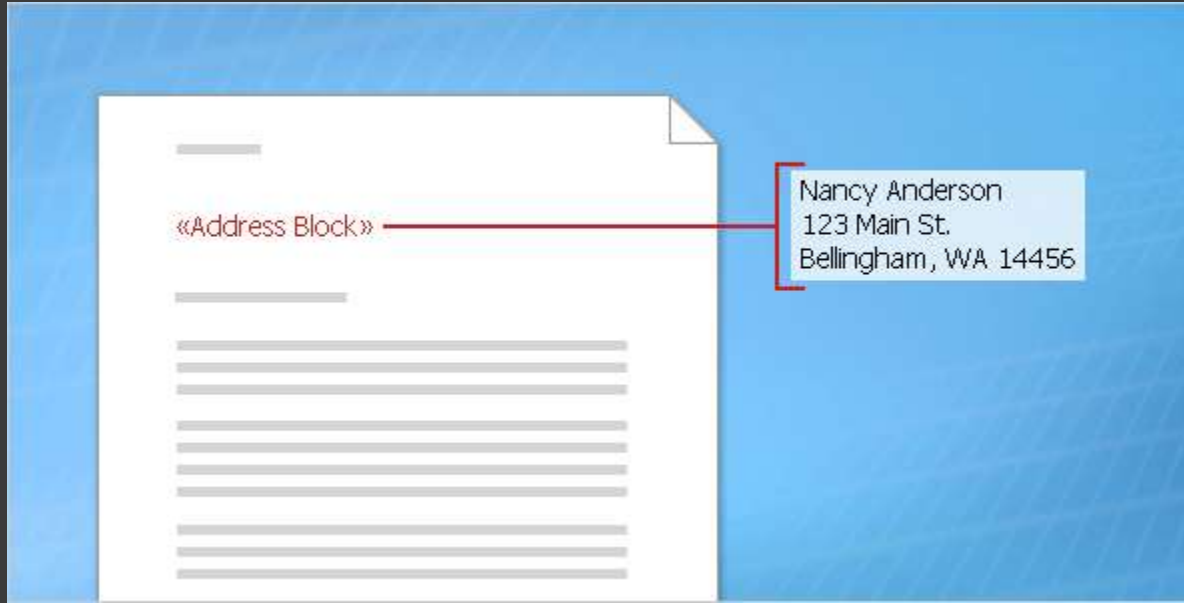 «Address Block»
Nancy Anderson
123 Main St.
Bellingham, WA 14456